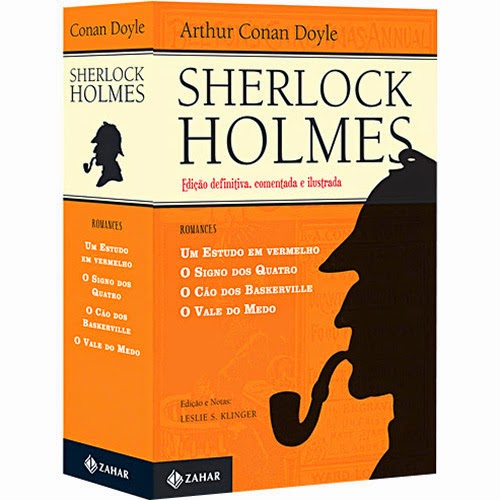 Conan Doyle
SHERLOCK
HOLMES
ROMANCES
UM ESTUDO
EM VERMELHO
O SIGNO DOS
QUATRO
O CÃO DOS
BASKERVILLE
O VALE DO MEDO
ZAHAR
Arthur Conan Doyle
SHERLOCK
HOLMES
Edição definitiva, comentada e ilustrada
ROMANCES
UM ESTUDO EM VERMELHO
O SIGNO DOS QUATRO
O CÃO DOS BASKERVILLE
O VALE DO MEDO
Edição e Notas:
LESLIE S. KLINGER
ZAHAR